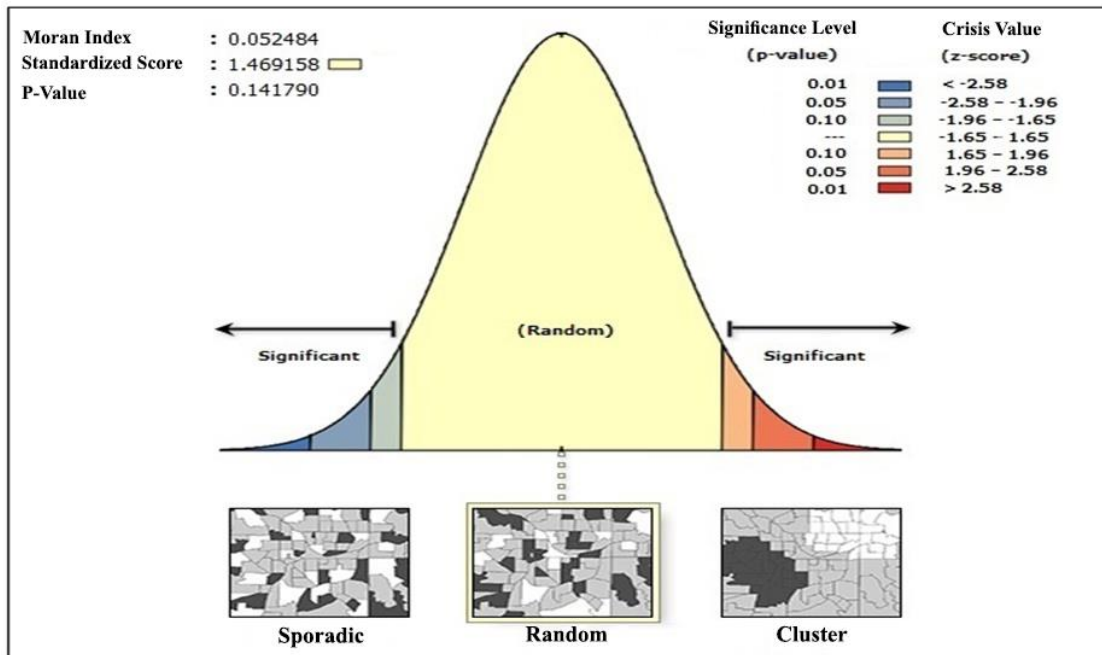 Moran Index : 0.052484
Standardized Score : 1.469158
P-Value : 0.141790
Significance Level Crisis Value
(p-value) (z-score)
0.01 < -2.58
0.05 -2.58 – -1.96
0.10 -1.96 – -1.65
--- -1.65 – 1.65
0.10 1.65 – 1.96
0.05 1.96 – 2.58
0.01 > 2.58
(Random)
Significant
Significant
Sporadic
Random
Cluster